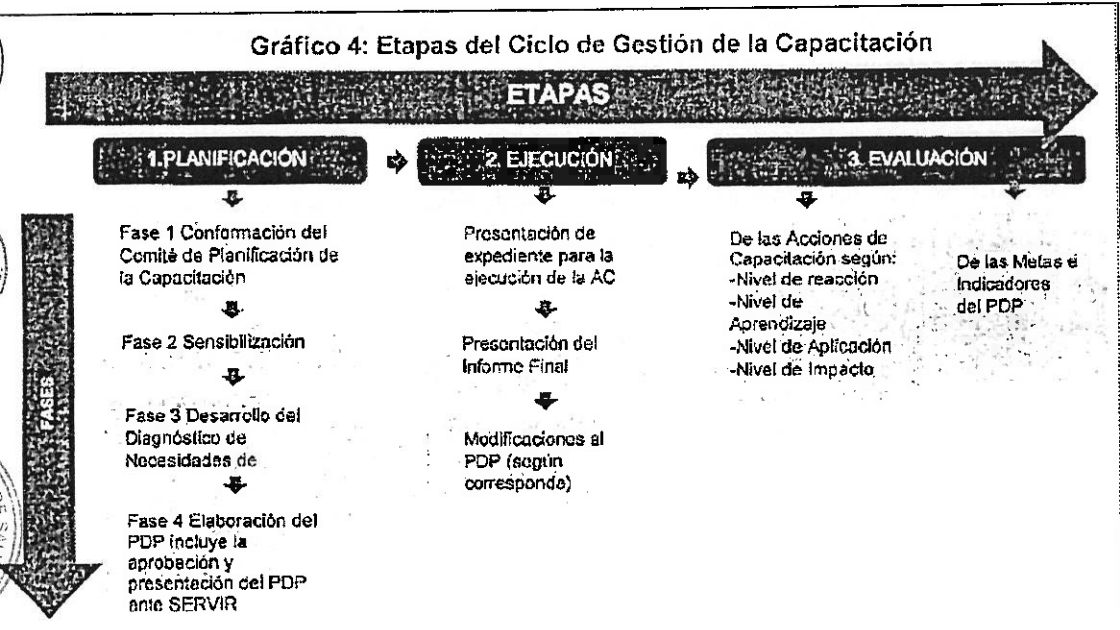 Gráfico 4: Etapas del Ciclo de Gestión de la Capacitación
ETAPAS
1.PLANIFICACIÓN
2. EJECUCIÓN
3. EVALUACIÓN
FASES
Fase 1 Conformación del
Comité de Planificación de
la Capacitación
Fase 2 Sensibilización
Fase 3 Desarrollo del
Diagnóstico de
Necesidades de
Fase 4 Elaboración del
PDP incluye la
aprobación y
presentación del PDP
ante SERVIR
Presentación de
expediente para la
ejecución de la AC
Presentación del
Informe Final
Modificaciones al
PDP (según
corresponda)
De las Acciones de
Capacitación según:
-Nivel de reacción
-Nivel de
Aprendizaje
-Nivel de Aplicación
-Nivel de Impacto
De las Metas e
Indicadores
del PDP